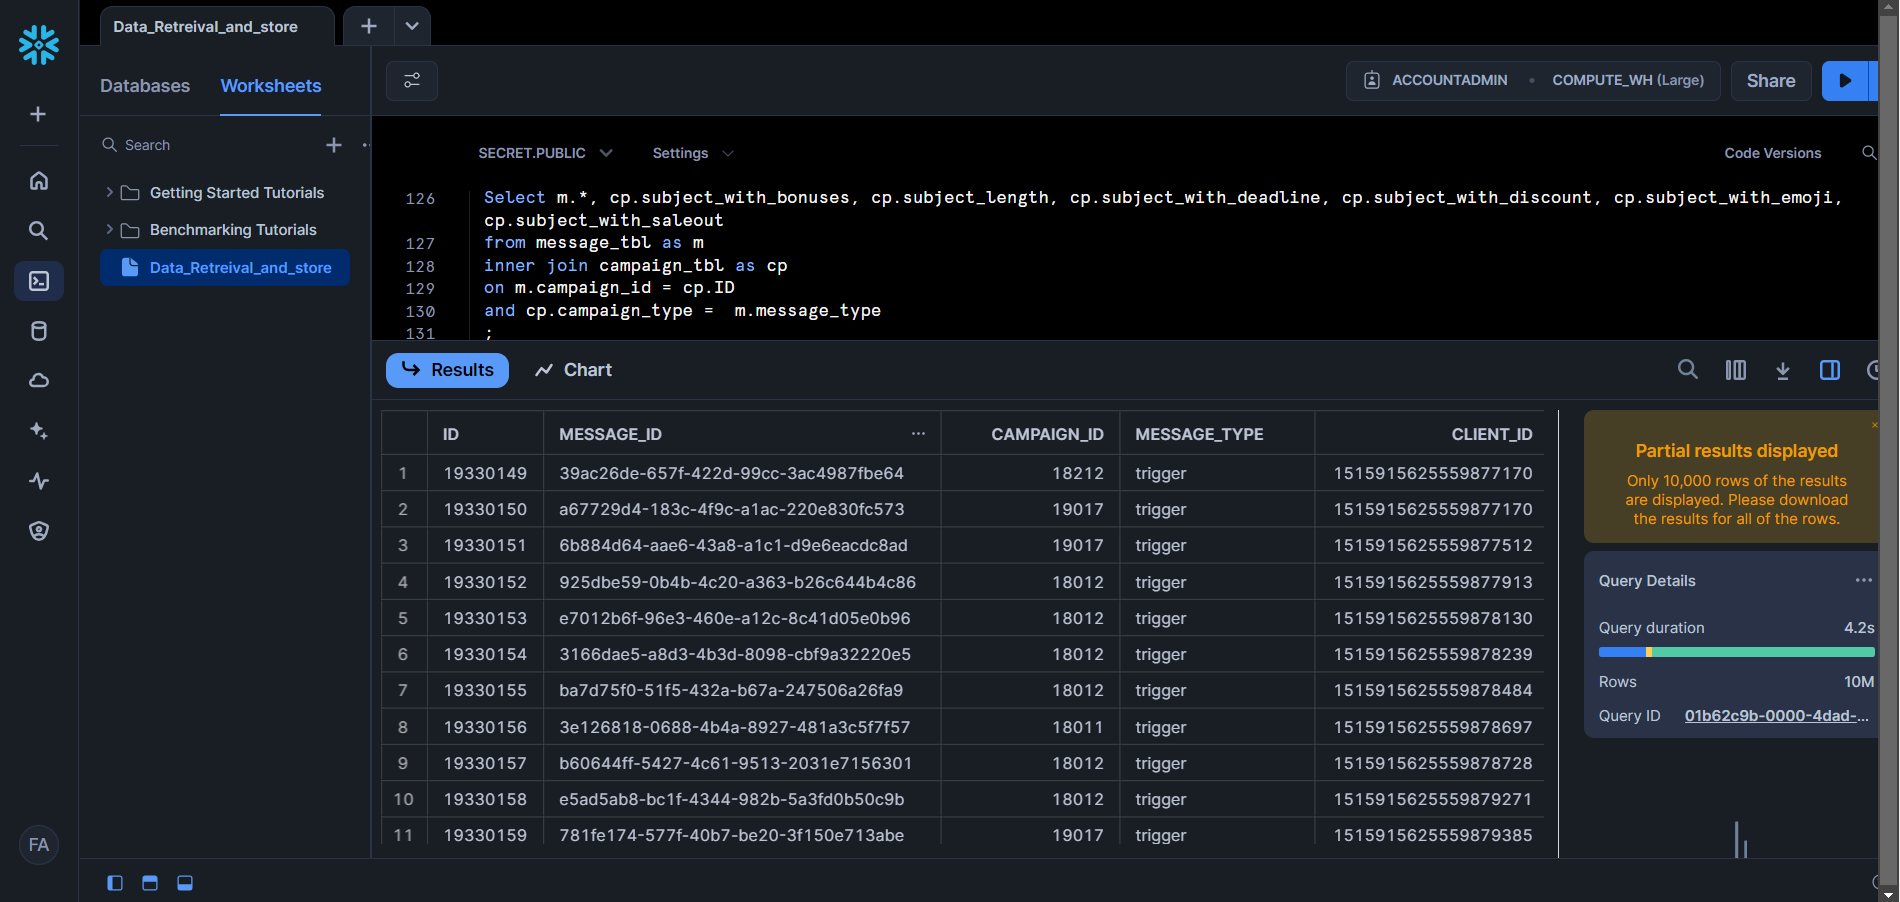 Data_Retreival_and_store
Databases Worksheets
ACCOUNTADMIN • COMPUTE_WH (Large) Share
Search
SECRET.PUBLIC Settings Code Versions
Getting Started Tutorials
Benchmarking Tutorials
Data_Retreival_and_store
126 Select m.*, cp.subject_with_bonuses, cp.subject_length, cp.subject_with_deadline, cp.subject_with_discount, cp.subject_with_emoji,
cp.subject_with_saleout
127 from message_tbl as m
128 inner join campaign_tbl as cp
129 on m.campaign_id = cp.ID
130 and cp.campaign_type =  m.message_type
131 ;
Results Chart
ID MESSAGE_ID ... CAMPAIGN_ID MESSAGE_TYPE CLIENT_ID
1 19330149 39ac26de-657f-422d-99cc-3ac4987fbe64 18212 trigger 1515915625559877170
2 19330150 a67729d4-183c-4f9c-a1ac-220e830fc573 19017 trigger 1515915625559877170
3 19330151 6b884d64-aae6-43a8-a1c1-d9e6eacdc8ad 19017 trigger 1515915625559877512
4 19330152 925dbe59-0b4b-4c20-a363-b26c644b4c86 18012 trigger 1515915625559877913
5 19330153 e7012b6f-96e3-460e-a12c-8c41d05e0b96 18012 trigger 1515915625559878130
6 19330154 3166dae5-a8d3-4b3d-8098-cbf9a32220e5 18012 trigger 1515915625559878239
7 19330155 ba7d75f0-51f5-432a-b67a-247506a26fa9 18012 trigger 1515915625559878484
8 19330156 3e126818-0688-4b4a-8927-481a3c5f7f57 18011 trigger 1515915625559878697
9 19330157 b60644ff-5427-4c61-9513-2031e7156301 18012 trigger 1515915625559878728
10 19330158 e5ad5ab8-bc1f-4344-982b-5a3fd0b50c9b 18012 trigger 1515915625559879271
11 19330159 781fe174-577f-40b7-be20-3f150e713abe 19017 trigger 1515915625559879385
Partial results displayed
Only 10,000 rows of the results
are displayed. Please download
the results for all of the rows.
Query Details ...
Query duration 4.2s
Rows 10M
Query ID 01b62c9b-0000-4dad-...
FA